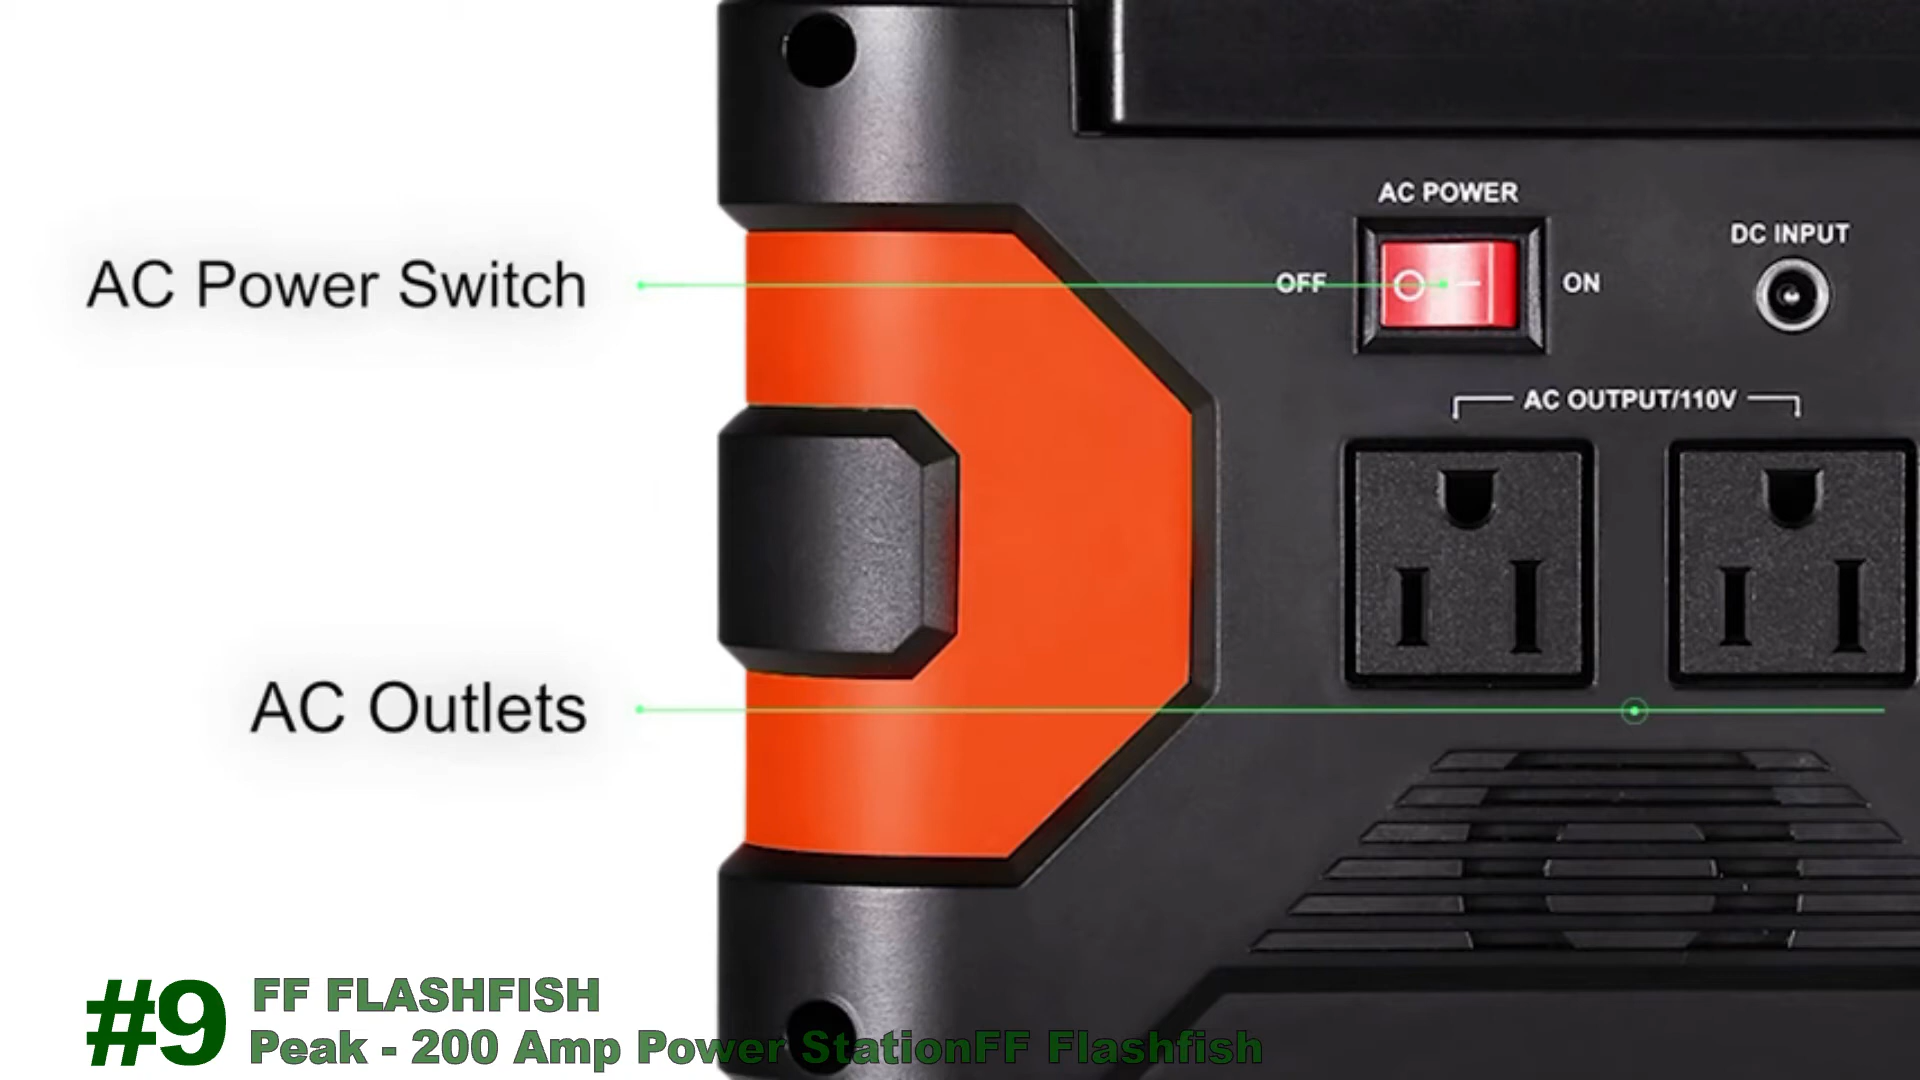 AC POWER
DC INPUT
AC Power Switch
OFF
ON
AC OUTPUT/110V
AC Outlets
#9
FF FLASHFISH
Peak - 200 Amp Power StationFF Flashfish